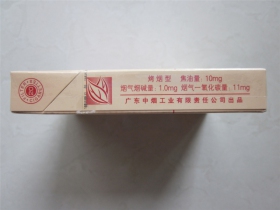 烤烟型 焦油量：10mg
烟气烟碱量：1.0mg 烟气一氧化碳量：11mg
广东中烟工业有限责任公司出品